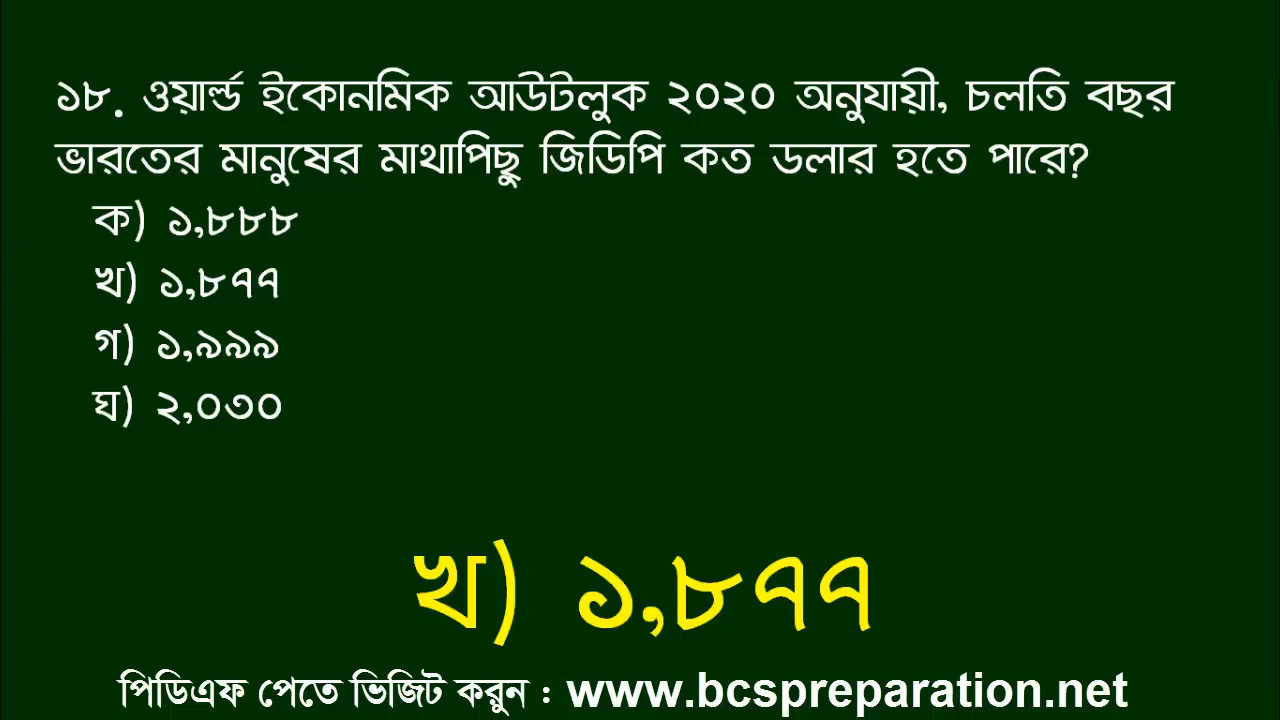 ১৮. ওয়ার্ল্ড ইকোনমিক আউটলুক ২০২০ অনুযায়ী, চলতি বছর
ভারতের মানুষের মাথাপিছু জিডিপি কত ডলার হতে পারে?
ক) ১,৮৮৮
খ) ১,৮৭৭
গ) ১,৯৯৯
ঘ) ২,০৩০
খ) ১,৮৭৭
পিডিএফ পেতে ভিজিট করুন : www.bcspreparation.net